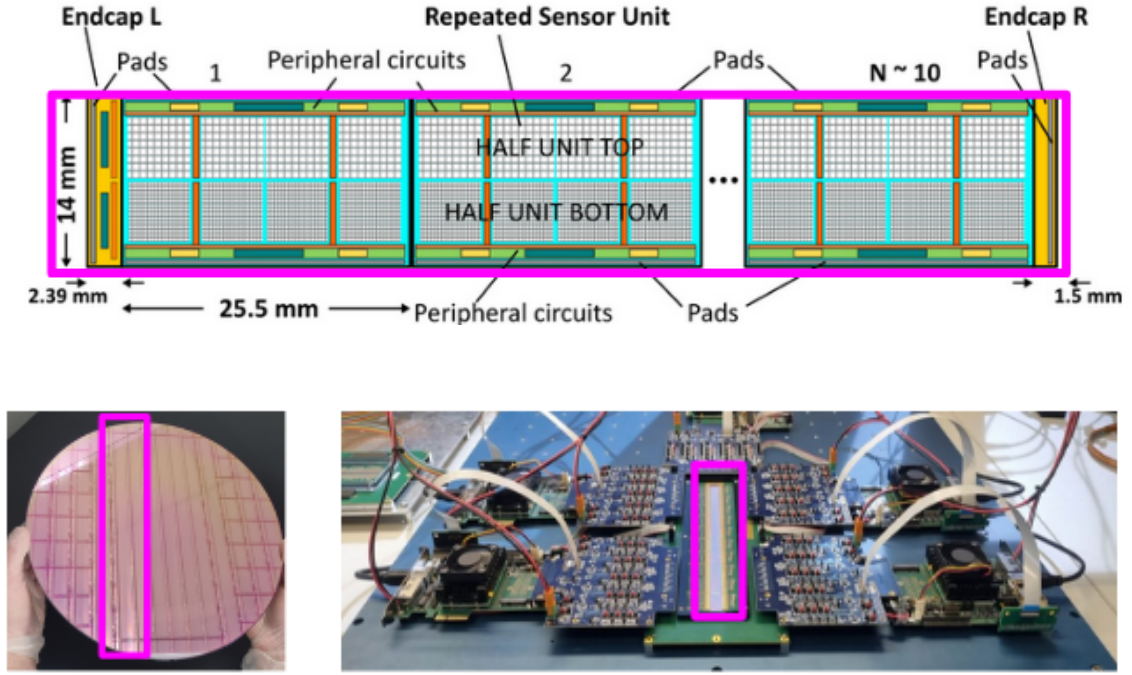 Endcap L
Repeated Sensor Unit
Endcap R
Pads
1
Peripheral circuits
2
Pads
N ~ 10
Pads
14 mm
HALF UNIT TOP
...
HALF UNIT BOTTOM
2.39 mm
25.5 mm
Peripheral circuits
Pads
1.5 mm